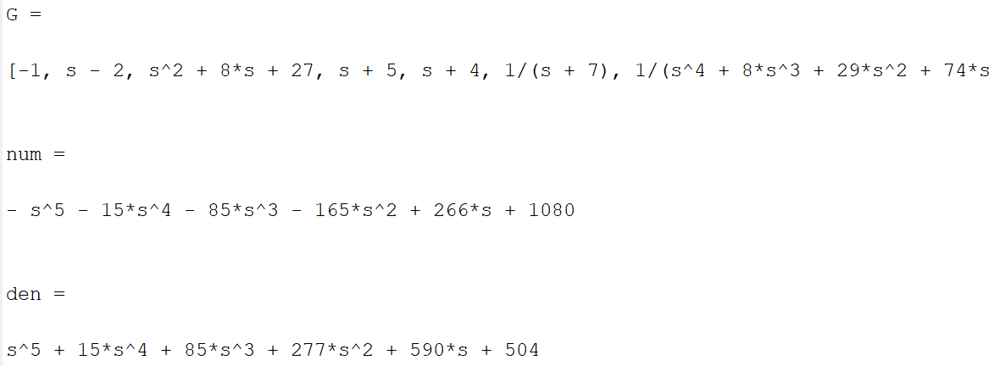 G =
[-1, s - 2, s^2 + 8*s + 27, s + 5, s + 4, 1/(s + 7), 1/(s^4 + 8*s^3 + 29*s^2 + 74*s
num =
- s^5 - 15*s^4 - 85*s^3 - 165*s^2 + 266*s + 1080
den =
s^5 + 15*s^4 + 85*s^3 + 277*s^2 + 590*s + 504